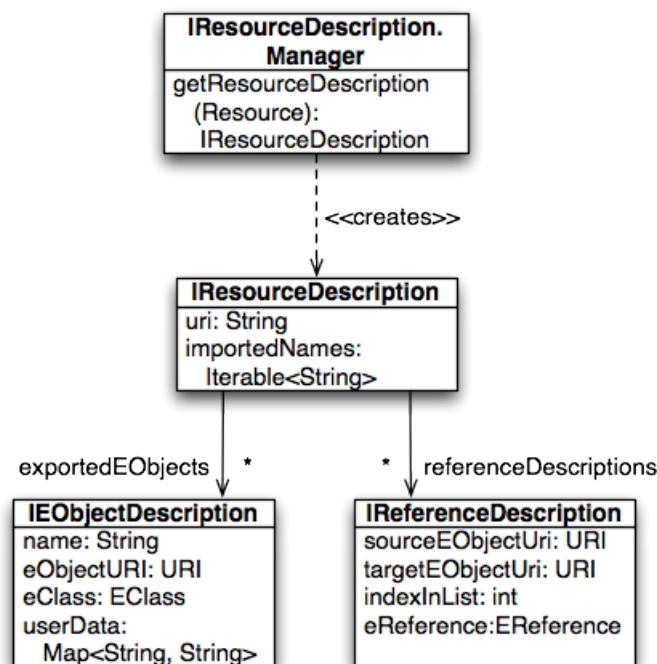 IResourceDescription.
Manager
getResourceDescription
(Resource):
IResourceDescription
<<creates>>
IResourceDescription
uri: String
importedNames:
Iterable<String>
exportedEObjects *
* referenceDescriptions
IEObjectDescription
name: String
eObjectURI: URI
eClass: EClass
userData:
Map<String, String>
IReferenceDescription
sourceEObjectUri: URI
targetEObjectUri: URI
indexInList: int
eReference:EReference